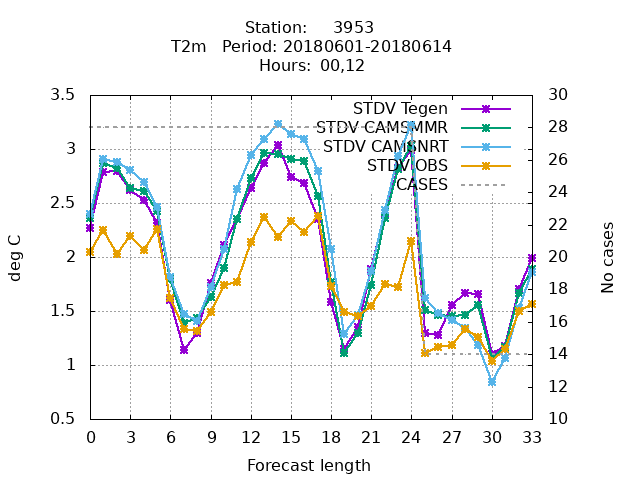 Station:     3953
T2m   Period: 20180601-20180614
Hours:  00,12
3.5
3
2.5
2
1.5
1
0.5
deg C
30
28
26
24
22
20
18
16
14
12
10
No cases
STDV Tegen
STDV CAMSMMR
STDV CAMSNRT
STDV OBS
CASES
0 3 6 9 12 15 18 21 24 27 30 33
Forecast length